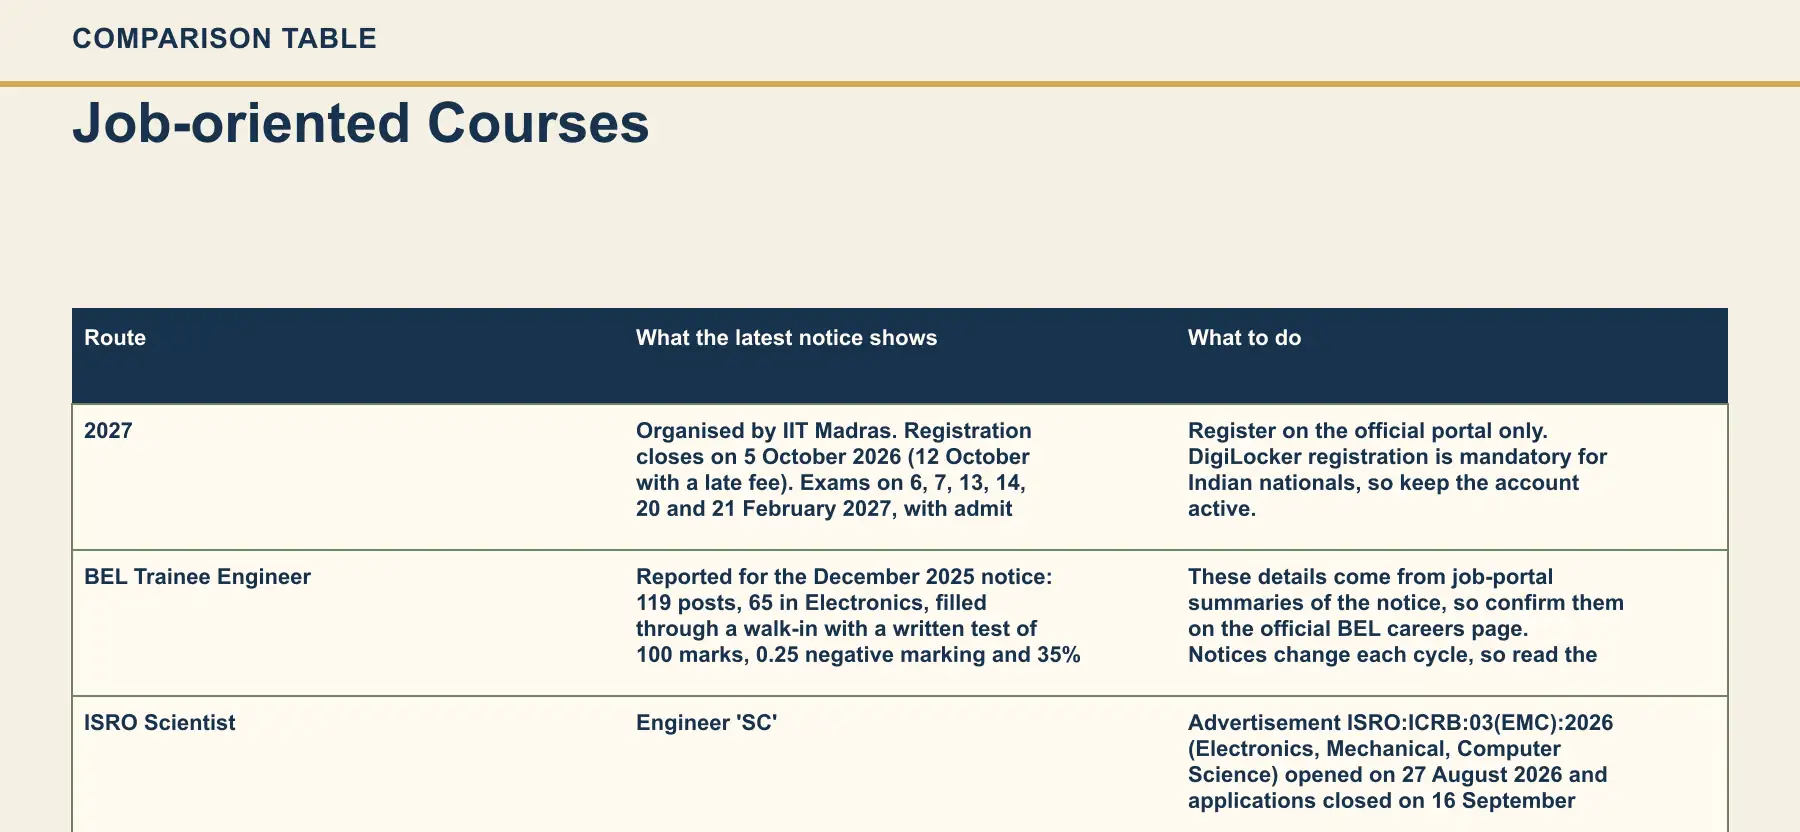 COMPARISON TABLE
Job-oriented Courses
Route
What the latest notice shows
What to do
2027
Organised by IIT Madras. Registration
closes on 5 October 2026 (12 October
with a late fee). Exams on 6, 7, 13, 14,
20 and 21 February 2027, with admit
Register on the official portal only.
DigiLocker registration is mandatory for
Indian nationals, so keep the account
active.
BEL Trainee Engineer
Reported for the December 2025 notice:
119 posts, 65 in Electronics, filled
through a walk-in with a written test of
100 marks, 0.25 negative marking and 35%
These details come from job-portal
summaries of the notice, so confirm them
on the official BEL careers page.
Notices change each cycle, so read the
ISRO Scientist
Engineer 'SC'
Advertisement ISRO:ICRB:03(EMC):2026
(Electronics, Mechanical, Computer
Science) opened on 27 August 2026 and
applications closed on 16 September